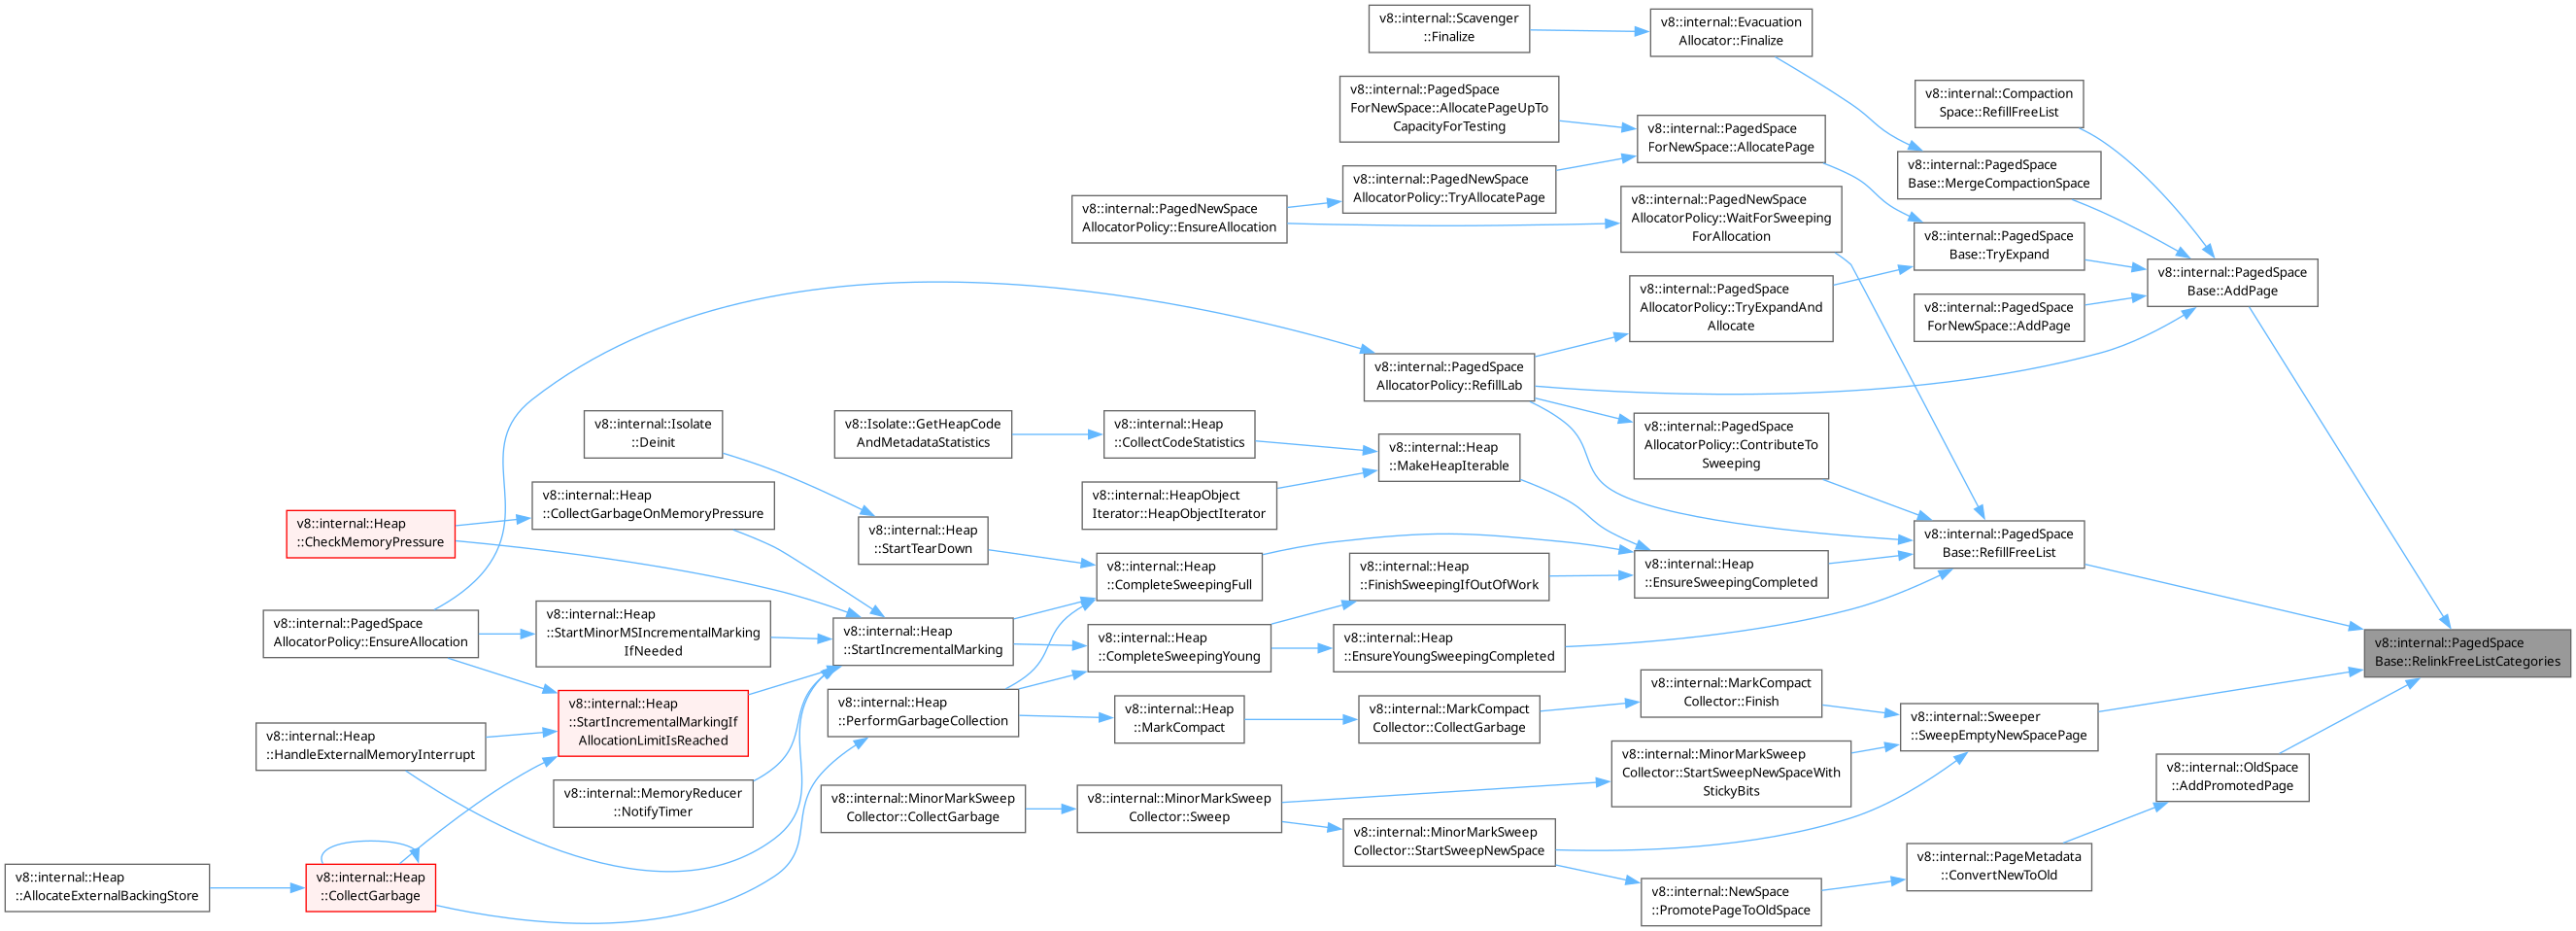 v8::internal::Scavenger
::Finalize
v8::internal::Evacuation
Allocator::Finalize
v8::internal::PagedSpace
ForNewSpace::AllocatePageUpTo
CapacityForTesting
v8::internal::Compaction
Space::RefillFreeList
v8::internal::PagedSpace
ForNewSpace::AllocatePage
v8::internal::PagedSpace
Base::MergeCompactionSpace
v8::internal::PagedNewSpace
AllocatorPolicy::TryAllocatePage
v8::internal::PagedNewSpace
AllocatorPolicy::EnsureAllocation
v8::internal::PagedNewSpace
AllocatorPolicy::WaitForSweeping
ForAllocation
v8::internal::PagedSpace
Base::TryExpand
v8::internal::PagedSpace
Base::AddPage
v8::internal::PagedSpace
AllocatorPolicy::TryExpandAnd
Allocate
v8::internal::PagedSpace
ForNewSpace::AddPage
v8::internal::PagedSpace
AllocatorPolicy::RefillLab
v8::internal::Isolate
::Deinit
v8::Isolate::GetHeapCode
AndMetadataStatistics
v8::internal::Heap
::CollectCodeStatistics
v8::internal::Heap
::MakeHeapIterable
v8::internal::PagedSpace
AllocatorPolicy::ContributeTo
Sweeping
v8::internal::Heap
::CollectGarbageOnMemoryPressure
v8::internal::HeapObject
Iterator::HeapObjectIterator
v8::internal::Heap
::CheckMemoryPressure
v8::internal::Heap
::StartTearDown
v8::internal::PagedSpace
Base::RefillFreeList
v8::internal::Heap
::CompleteSweepingFull
v8::internal::Heap
::FinishSweepingIfOutOfWork
v8::internal::Heap
::EnsureSweepingCompleted
v8::internal::PagedSpace
AllocatorPolicy::EnsureAllocation
v8::internal::Heap
::StartMinorMSIncrementalMarking
IfNeeded
v8::internal::Heap
::StartIncrementalMarking
v8::internal::Heap
::CompleteSweepingYoung
v8::internal::Heap
::EnsureYoungSweepingCompleted
v8::internal::PagedSpace
Base::RelinkFreeListCategories
v8::internal::Heap
::StartIncrementalMarkingIf
AllocationLimitIsReached
v8::internal::Heap
::PerformGarbageCollection
v8::internal::Heap
::MarkCompact
v8::internal::MarkCompact
Collector::CollectGarbage
v8::internal::MarkCompact
Collector::Finish
v8::internal::Sweeper
::SweepEmptyNewSpacePage
v8::internal::Heap
::HandleExternalMemoryInterrupt
v8::internal::MemoryReducer
::NotifyTimer
v8::internal::MinorMarkSweep
Collector::CollectGarbage
v8::internal::MinorMarkSweep
Collector::Sweep
v8::internal::MinorMarkSweep
Collector::StartSweepNewSpaceWith
StickyBits
v8::internal::OldSpace
::AddPromotedPage
v8::internal::MinorMarkSweep
Collector::StartSweepNewSpace
v8::internal::PageMetadata
::ConvertNewToOld
v8::internal::Heap
::AllocateExternalBackingStore
v8::internal::Heap
::CollectGarbage
v8::internal::NewSpace
::PromotePageToOldSpace